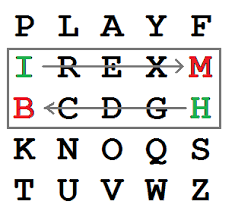 P L A Y F
I R E X M
B C D G H
K N O Q S
T U V W Z